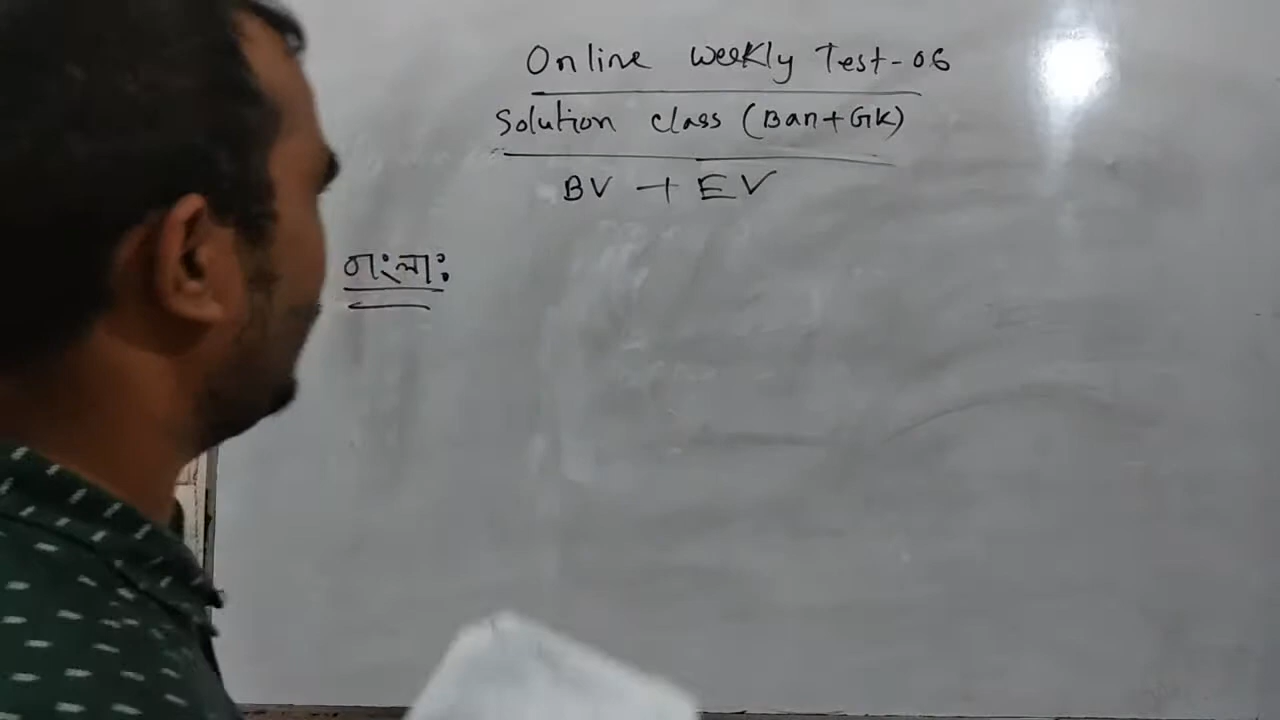 Online Weekly Test-06
Solution class (Ban+GK)
BV + EV
বাংলা: